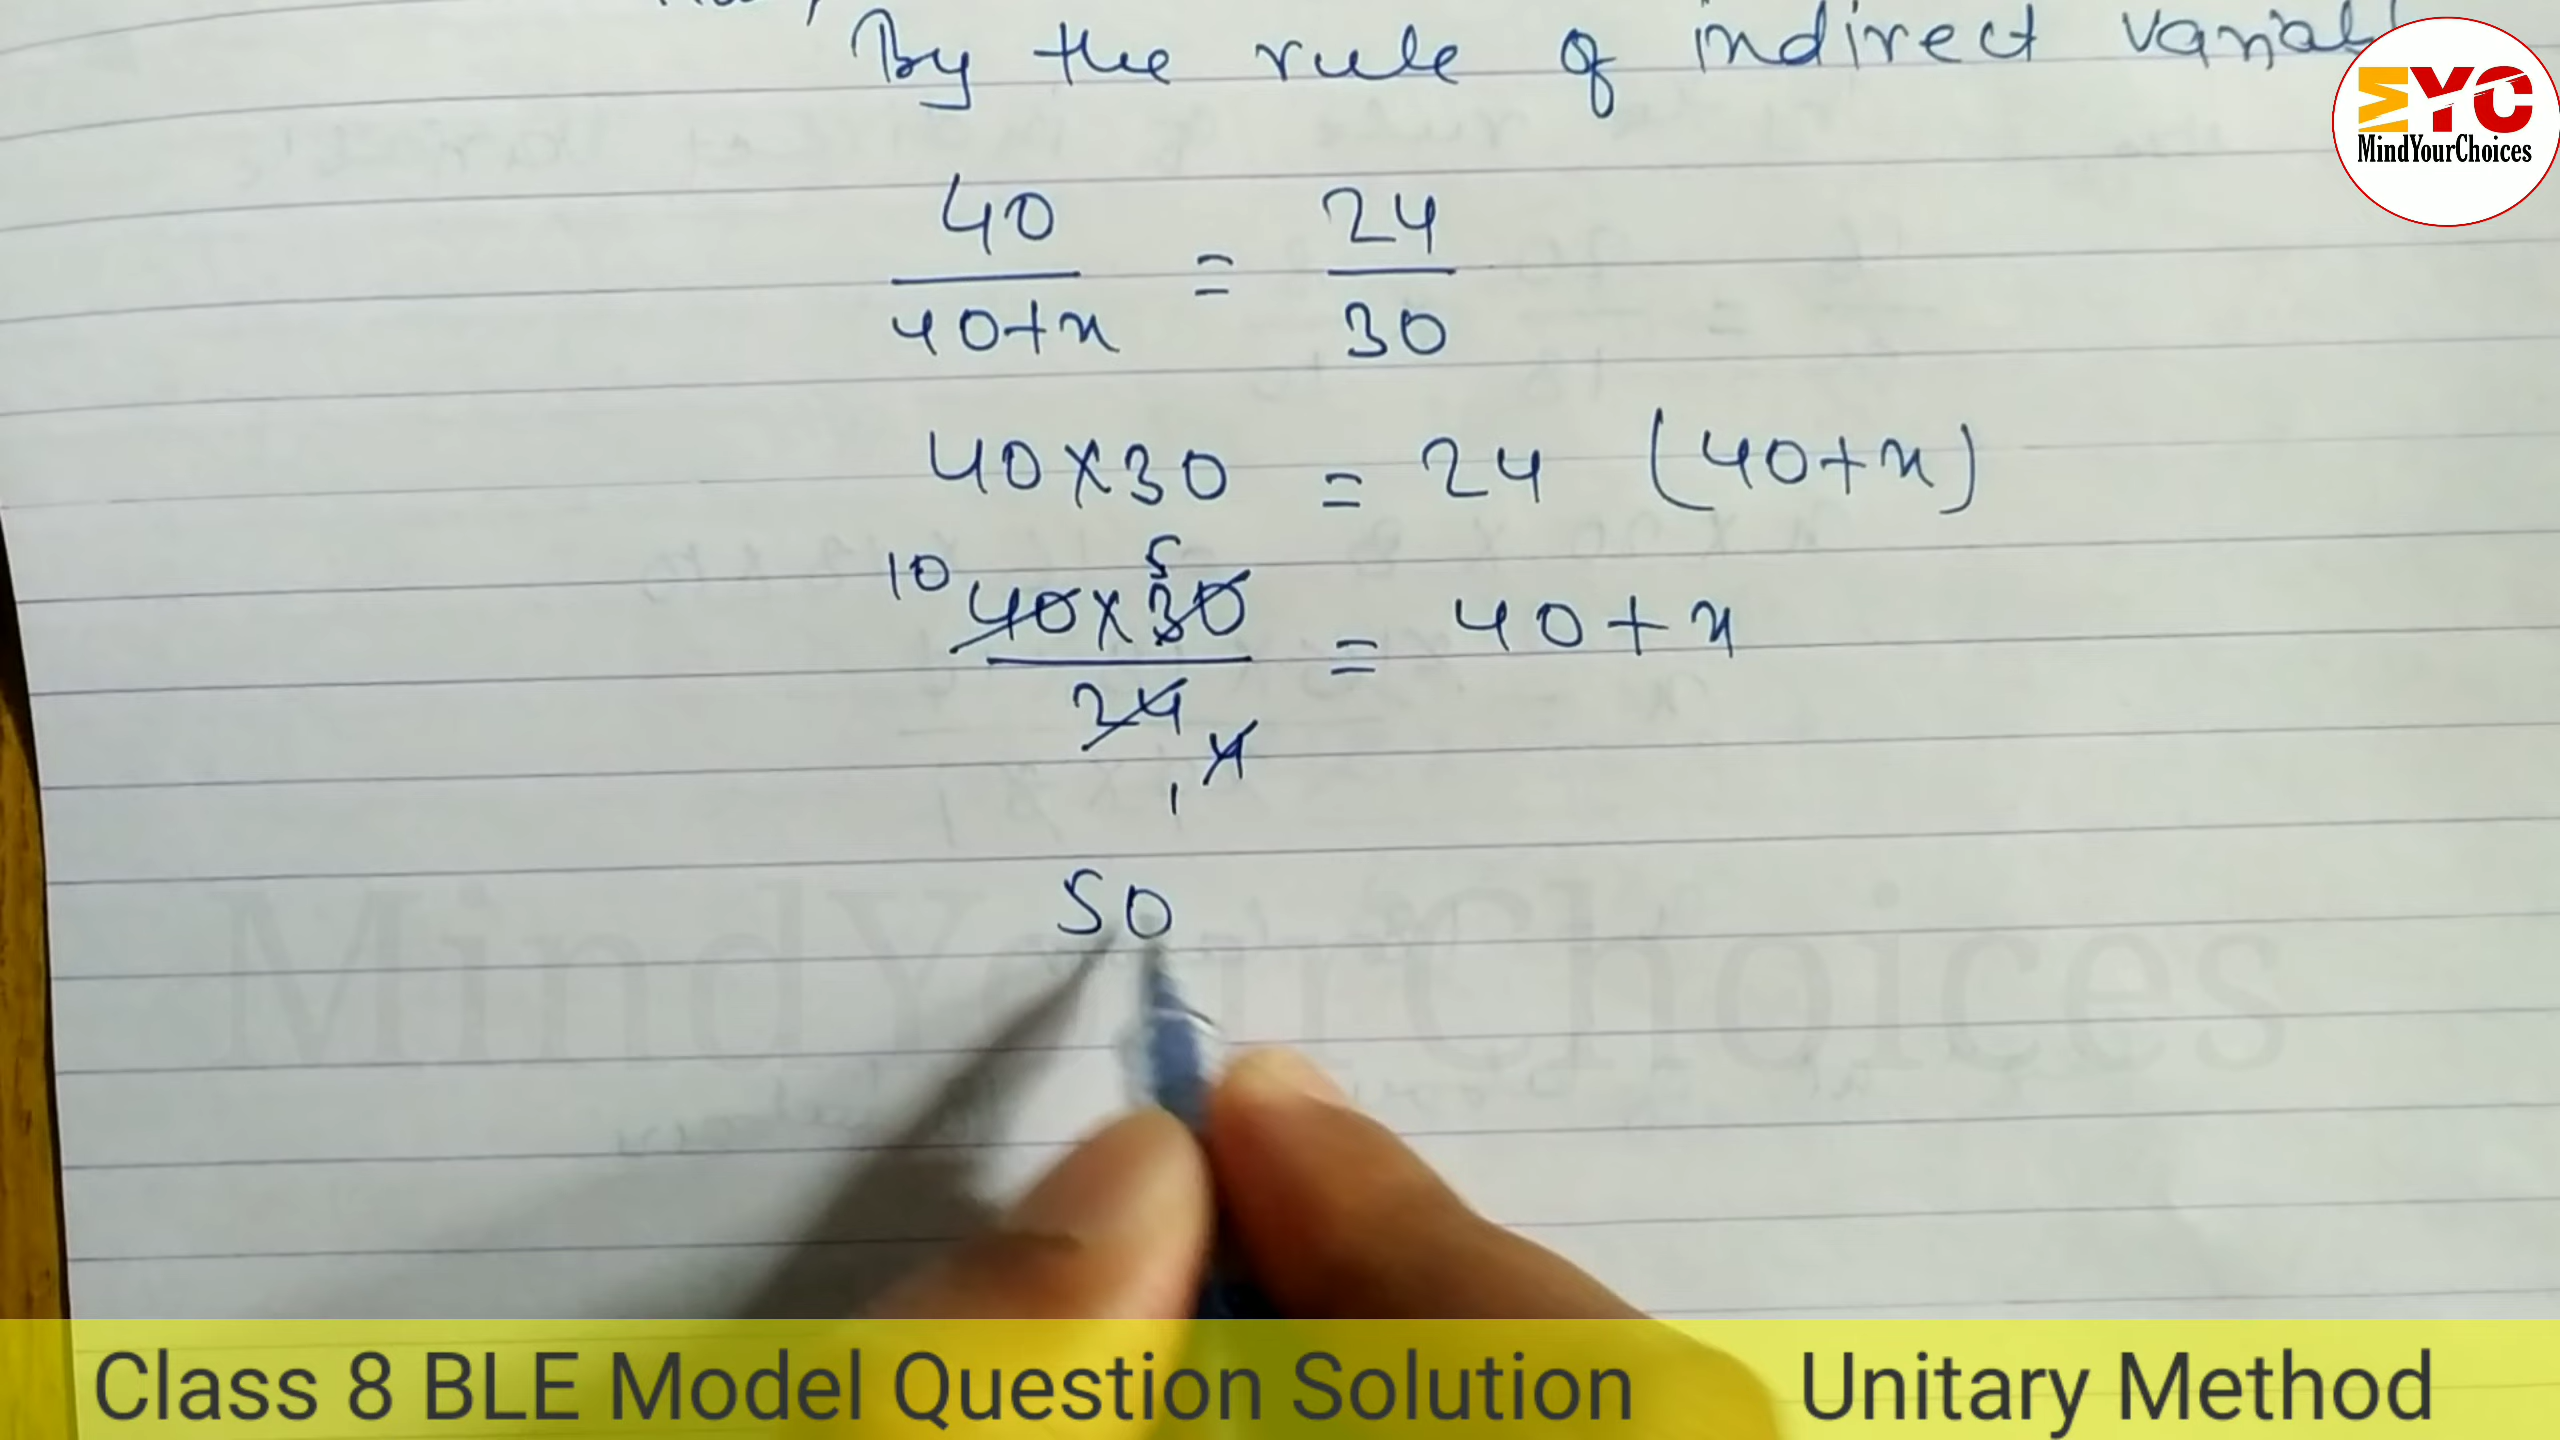 By the rule of indirect
MYC
MindYourChoices
40/40+x = 24/30
40×30 = 24 (40+x)
10 5
40×30/24 = 40+x
4
1
50
MindYourChoices
Class 8 BLE Model Question Solution Unitary Method